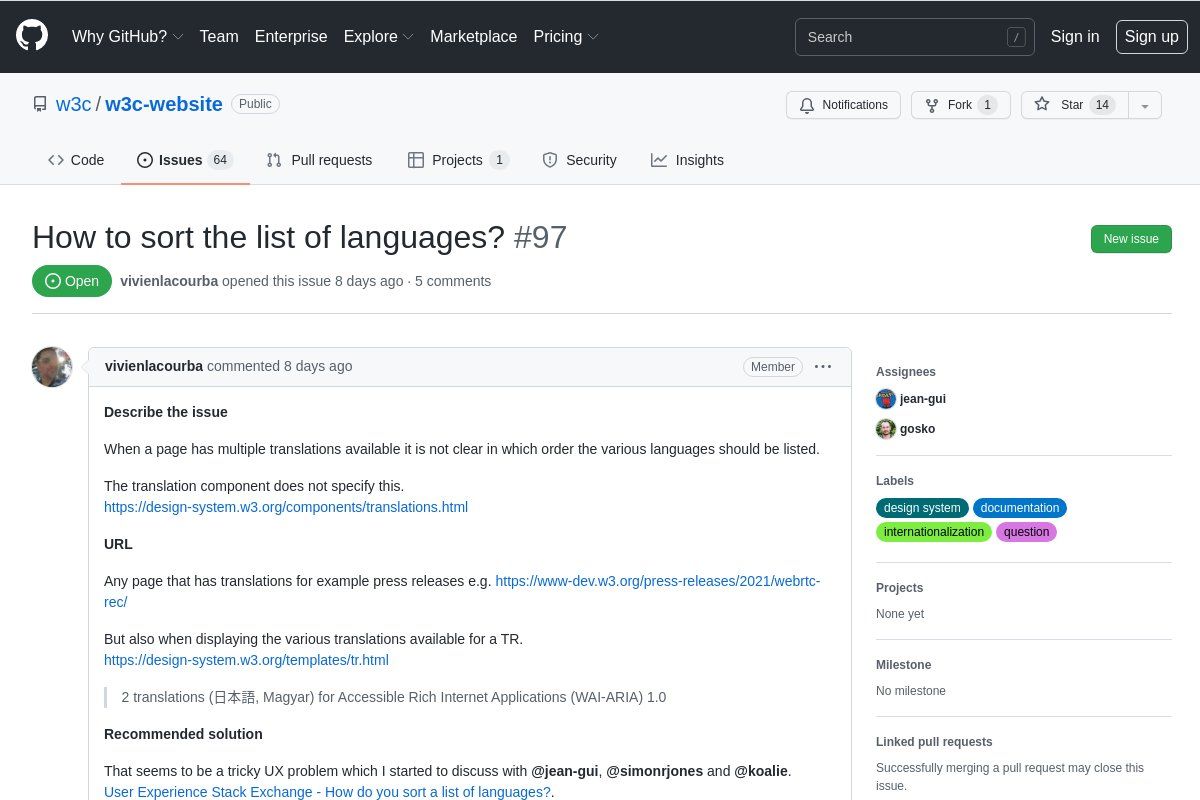 Why GitHub? Team Enterprise Explore Marketplace Pricing Search / Sign in Sign up
w3c / w3c-website Public Notifications Fork 1 Star 14
Code Issues 64 Pull requests Projects 1 Security Insights
How to sort the list of languages? #97
New issue
Open vivienlacourba opened this issue 8 days ago · 5 comments
vivienlacourba commented 8 days ago Member
Describe the issue
When a page has multiple translations available it is not clear in which order the various languages should be listed.
The translation component does not specify this.
https://design-system.w3.org/components/translations.html
URL
Any page that has translations for example press releases e.g. https://www-dev.w3.org/press-releases/2021/webrtc-
rec/
But also when displaying the various translations available for a TR.
https://design-system.w3.org/templates/tr.html
2 translations (日本語, Magyar) for Accessible Rich Internet Applications (WAI-ARIA) 1.0
Recommended solution
That seems to be a tricky UX problem which I started to discuss with @jean-gui, @simonrjones and @koalie.
User Experience Stack Exchange - How do you sort a list of languages?.
Assignees
jean-gui
gosko
Labels
design system documentation
internationalization question
Projects
None yet
Milestone
No milestone
Linked pull requests
Successfully merging a pull request may close this
issue.